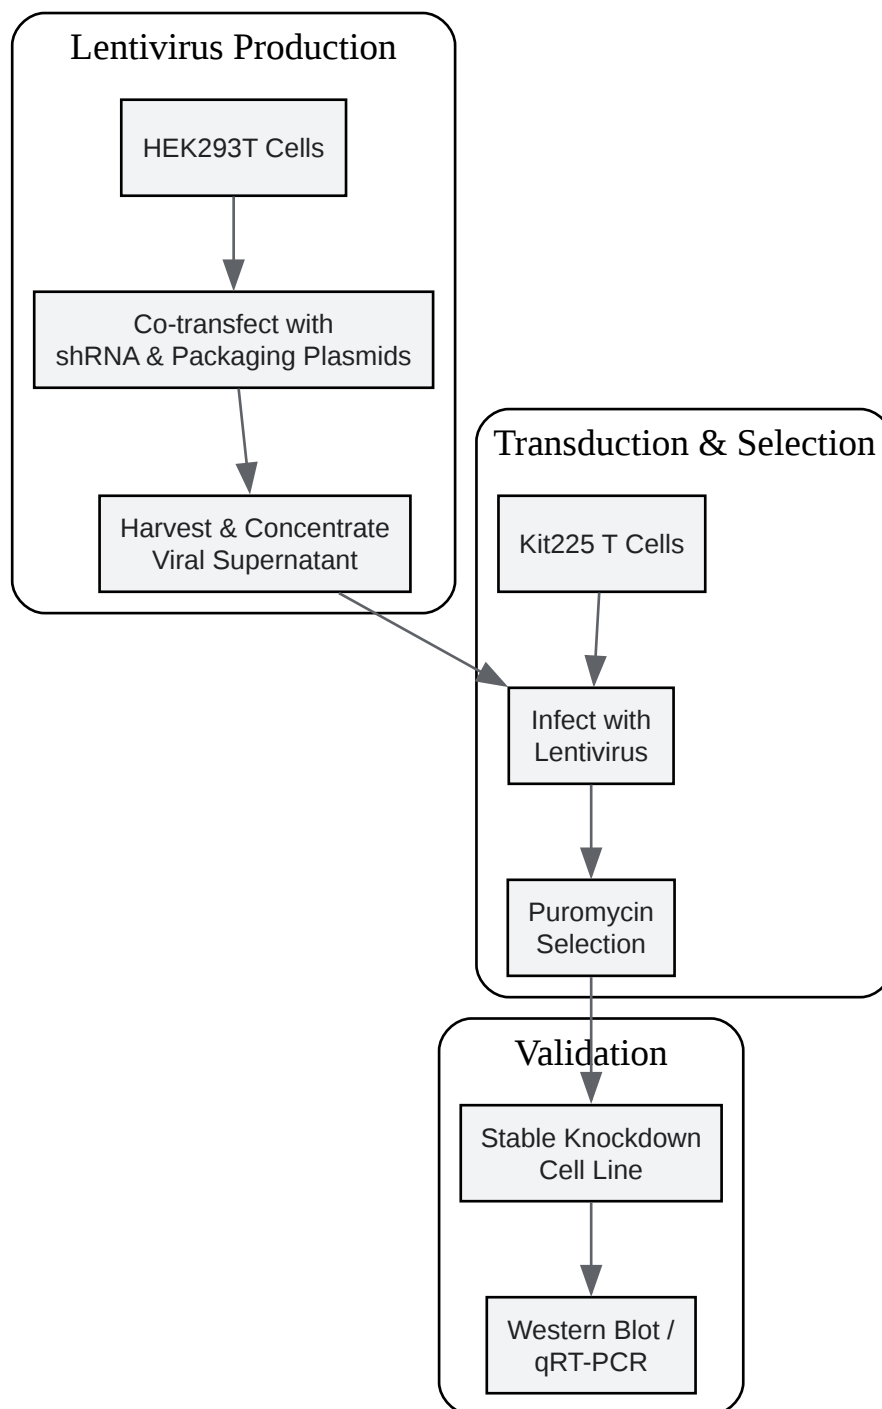 Lentivirus Production
HEK293T Cells
Co-transfect with
shRNA & Packaging Plasmids
Harvest & Concentrate
Viral Supernatant
Transduction & Selection
Kit225 T Cells
Infect with
Lentivirus
Puromycin
Selection
Validation
Stable Knockdown
Cell Line
Western Blot /
qRT-PCR